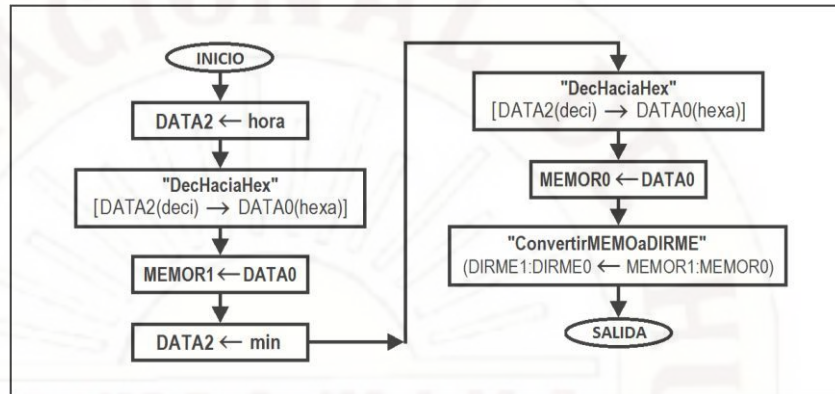 INICIO
DATA2 ← hora
"DecHaciaHex"
[DATA2(deci) → DATA0(hexa)]
MEMOR1 ← DATA0
DATA2 ← min
"DecHaciaHex"
[DATA2(deci) → DATA0(hexa)]
MEMOR0 ← DATA0
"ConvertirMEMOaDIRME"
(DIRME1:DIRME0 ← MEMOR1:MEMOR0)
SALIDA